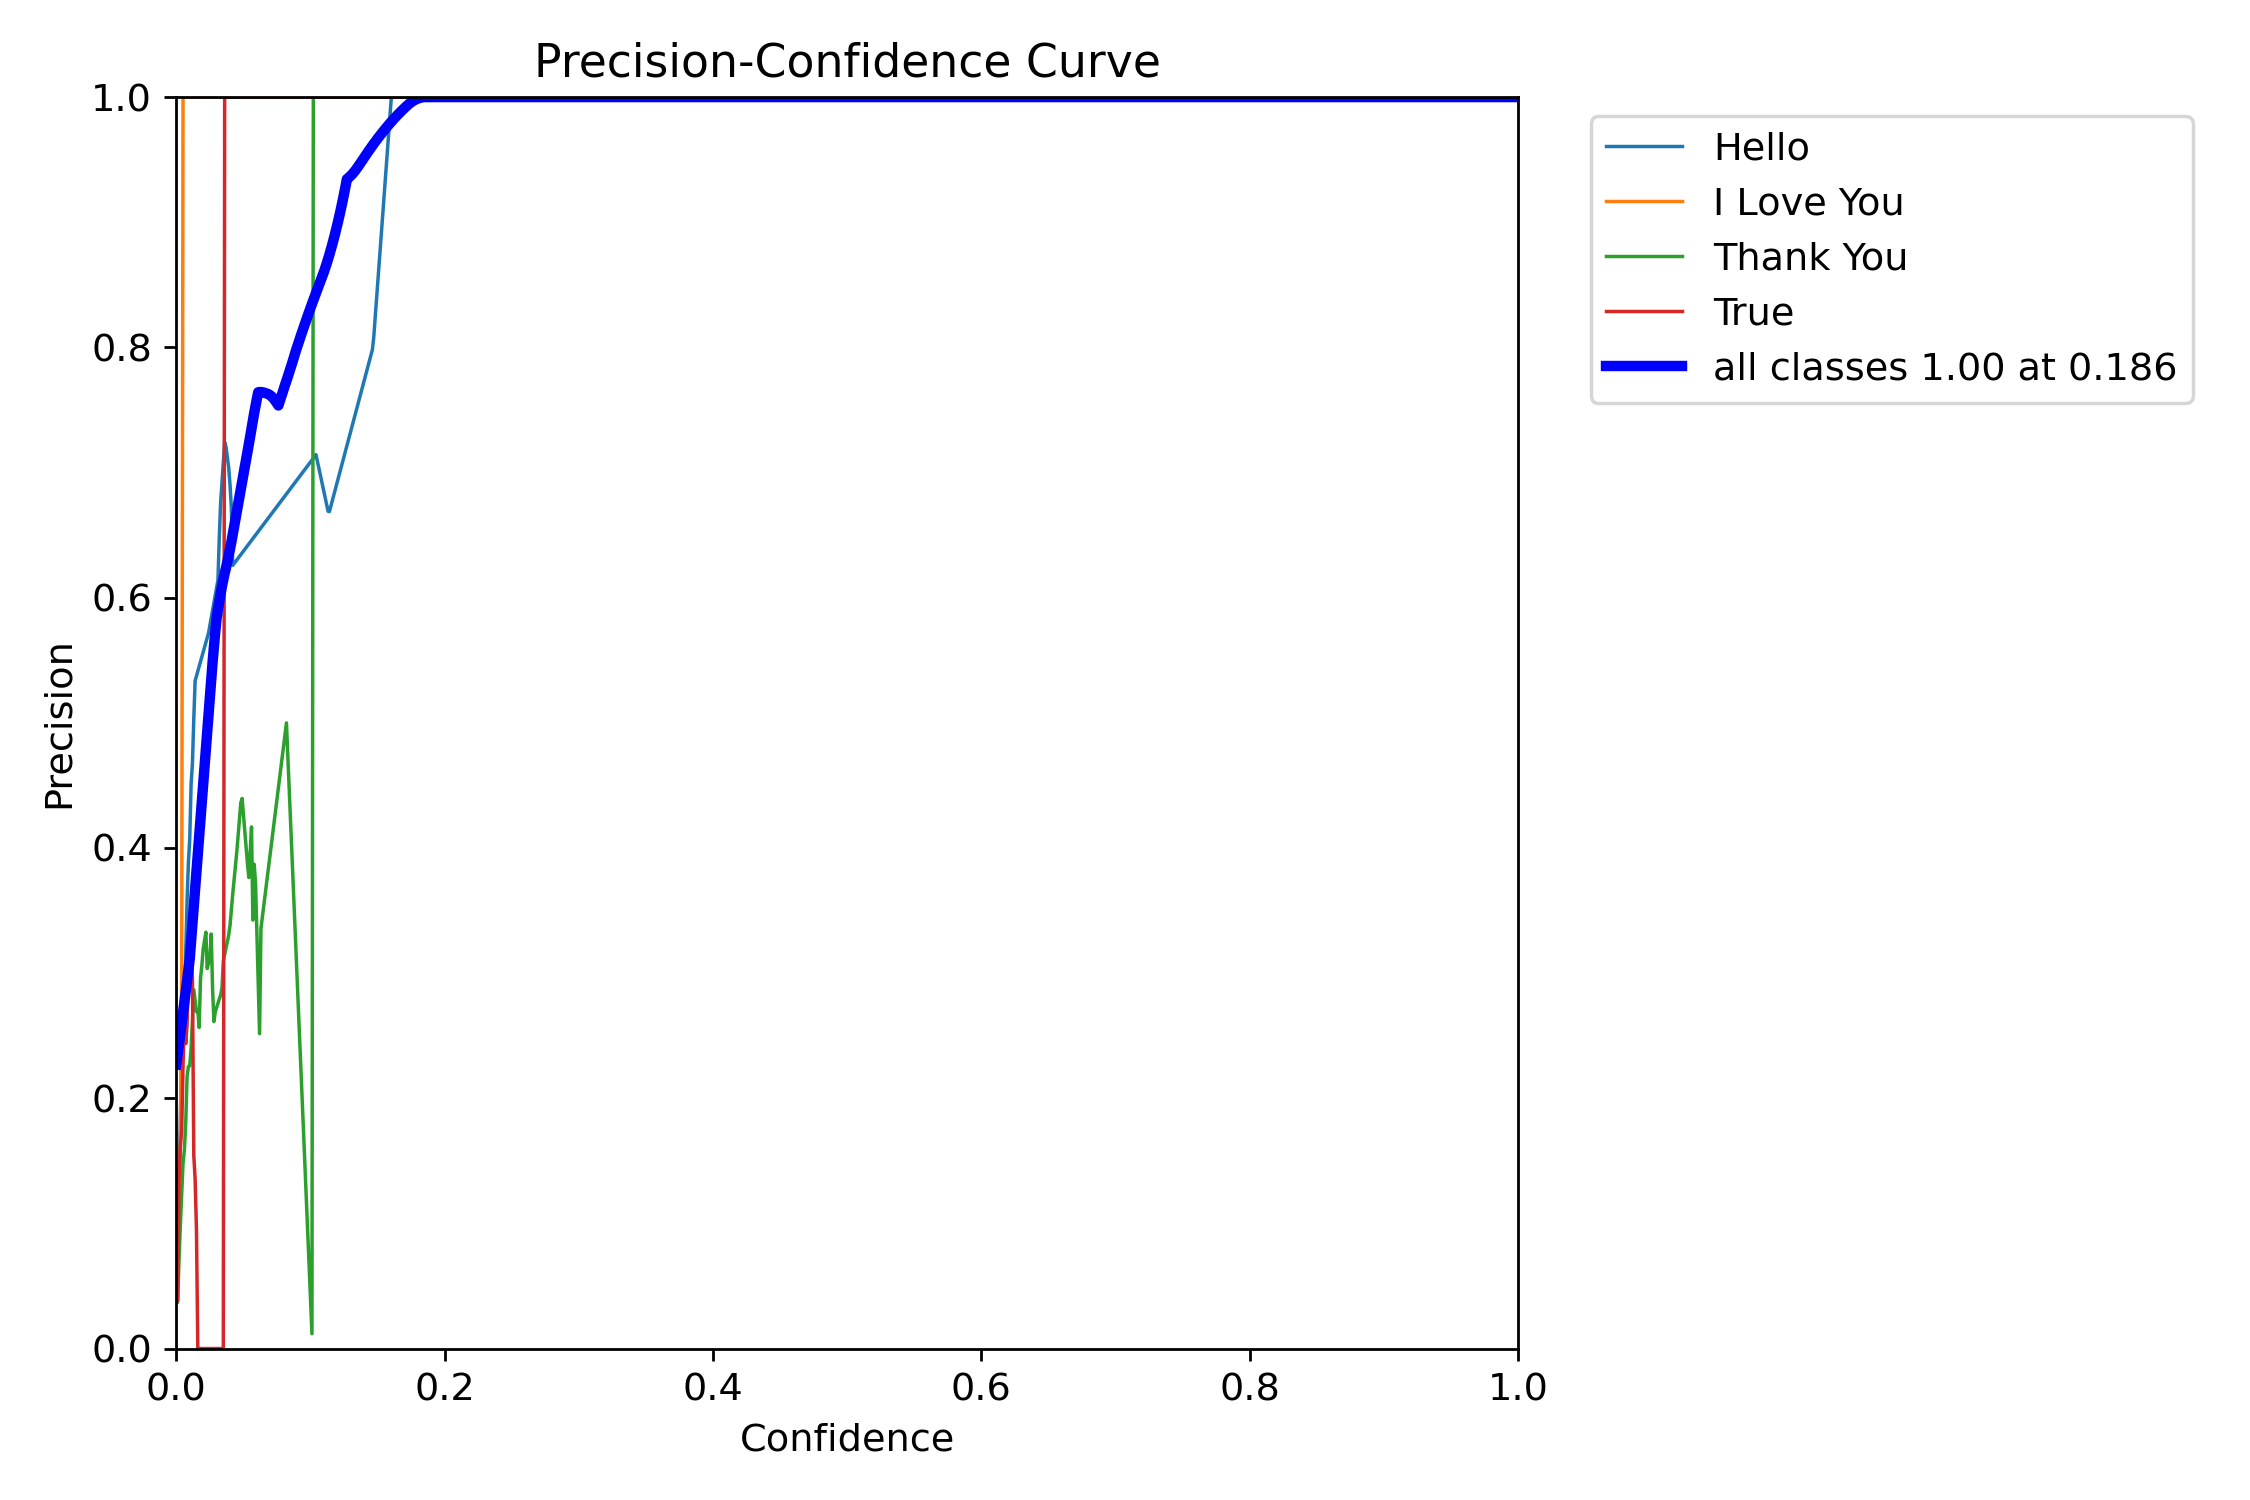 Precision-Confidence Curve
1.0
0.8
0.6
0.4
0.2
0.0
Precision
0.0 0.2 0.4 0.6 0.8 1.0
Confidence
Hello
I Love You
Thank You
True
all classes 1.00 at 0.186